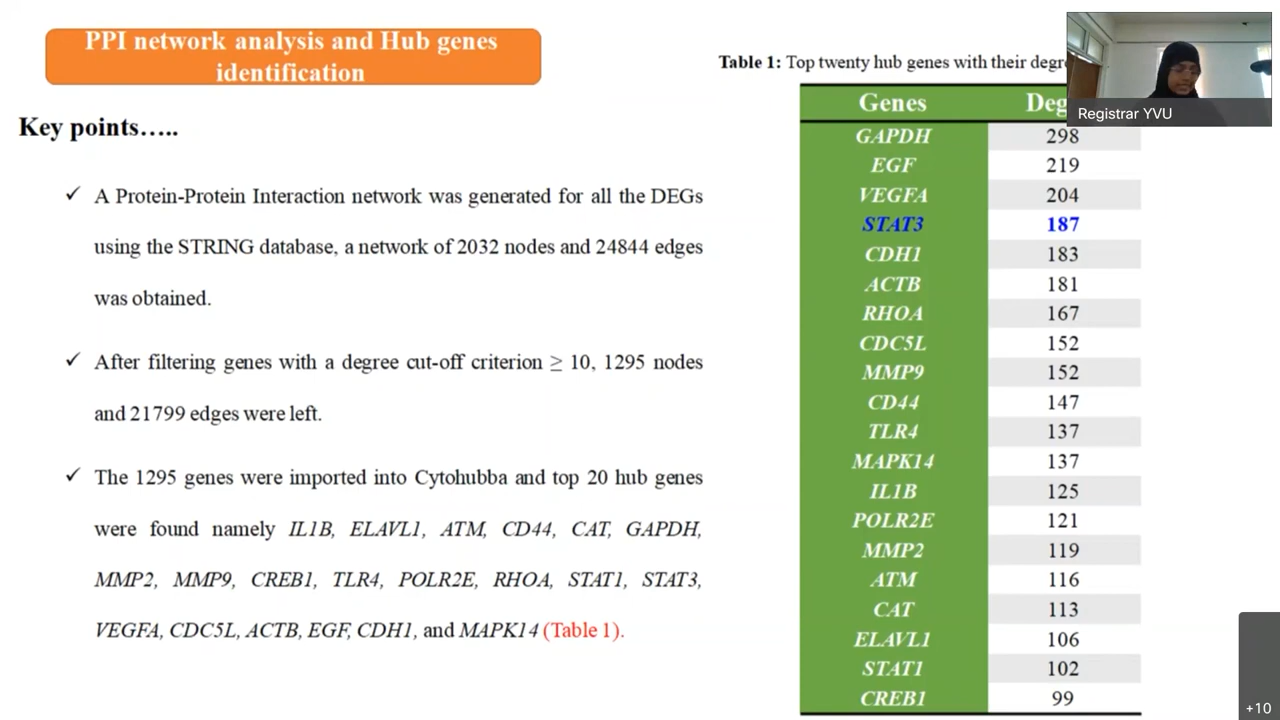 PPI network analysis and Hub genes
identification
Key points…..
✓ A Protein-Protein Interaction network was generated for all the DEGs
using the STRING database, a network of 2032 nodes and 24844 edges
was obtained.
✓ After filtering genes with a degree cut-off criterion ≥ 10, 1295 nodes
and 21799 edges were left.
✓ The 1295 genes were imported into Cytohubba and top 20 hub genes
were found namely IL1B, ELAVL1, ATM, CD44, CAT, GAPDH,
MMP2, MMP9, CREB1, TLR4, POLR2E, RHOA, STAT1, STAT3,
VEGFA, CDC5L, ACTB, EGF, CDH1, and MAPK14 (Table 1).
Table 1: Top twenty hub genes with their
Genes
GAPDH 298
EGF 219
VEGFA 204
STAT3 187
CDH1 183
ACTB 181
RHOA 167
CDC5L 152
MMP9 152
CD44 147
TLR4 137
MAPK14 137
IL1B 125
POLR2E 121
MMP2 119
ATM 116
CAT 113
ELAVL1 106
STAT1 102
CREB1 99
Registrar YVU
+10